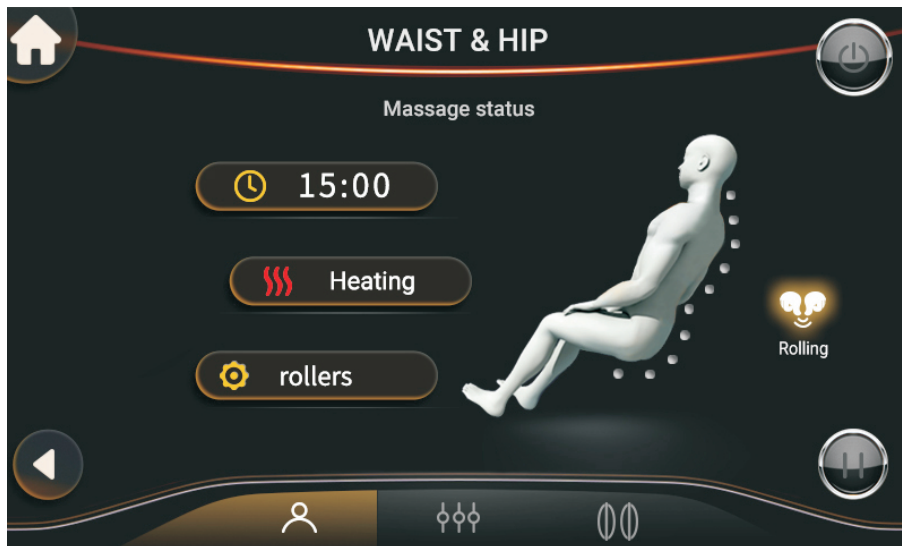 WAIST & HIP
Massage status
15:00
Heating
rollers
Rolling